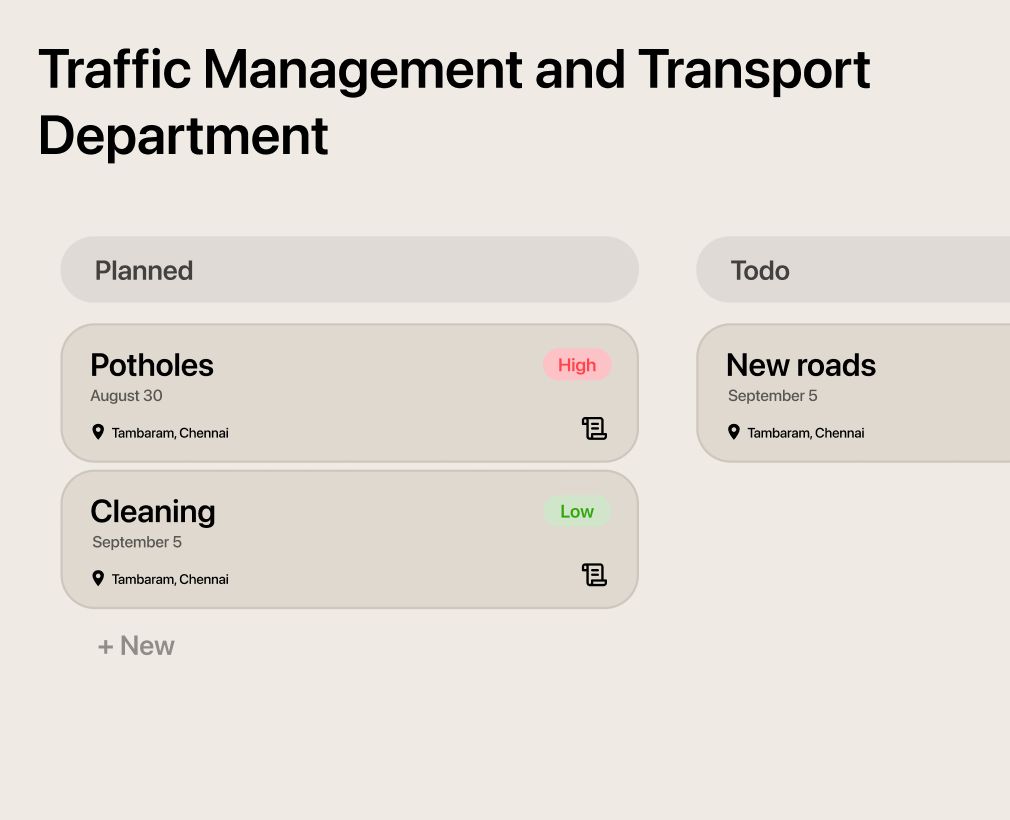 Traffic Management and Transport
Department
Planned
Potholes
High
August 30
Tambaram, Chennai
Cleaning
Low
September 5
Tambaram, Chennai
+ New
Todo
New roads
September 5
Tambaram, Chennai